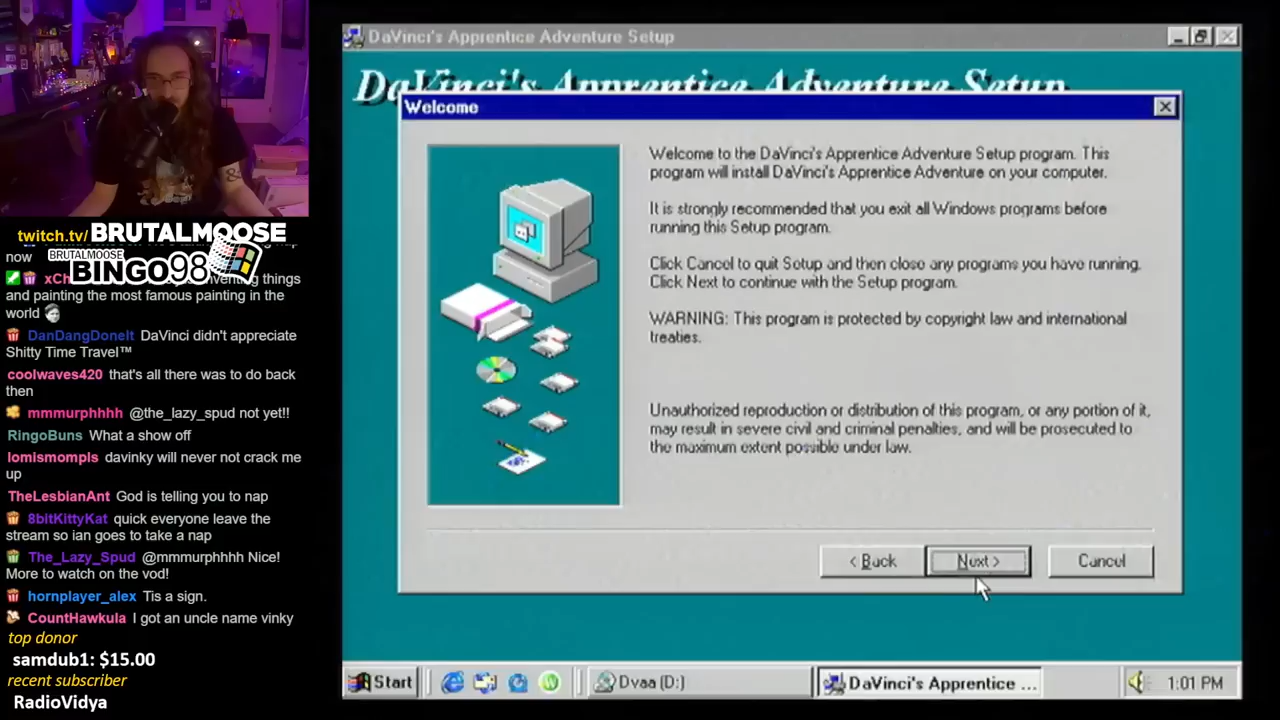 twitch.tv/BRUTALMOOSE
BRUTALMOOSE
BINGO98
now
xCh
inventing things
and painting the most famous painting in the
world
DanDangDoneIt DaVinci didn't appreciate
Shitty Time Travel™
coolwaves420 that's all there was to do back
then
mmmurphhhh @the_lazy_spud not yet!!
RingoBuns What a show off
lomismompls davinky will never not crack me
up
TheLesbianAnt God is telling you to nap
8bitKittyKat quick everyone leave the
stream so ian goes to take a nap
The_Lazy_Spud @mmmurphhhh Nice!
More to watch on the vod!
hornplayer_alex Tis a sign.
CountHawkula I got an uncle name vinky
top donor
samdub1: $15.00
recent subscriber
RadioVidya
DaVinci's Apprentice Adventure Setup
DaVinci's Apprentice Adventure Setup
Welcome
Welcome to the DaVinci's Apprentice Adventure Setup program. This
program will install DaVinci's Apprentice Adventure on your computer.
It is strongly recommended that you exit all Windows programs before
running this Setup program.
Click Cancel to quit Setup and then close any programs you have running.
Click Next to continue with the Setup program.
WARNING: This program is protected by copyright law and international
treaties.
Unauthorized reproduction or distribution of this program, or any portion of it,
may result in severe civil and criminal penalties, and will be prosecuted to
the maximum extent possible under law.
< Back
Next >
Cancel
Start
Dvaa (D:)
DaVinci's Apprentice ...
1:01 PM